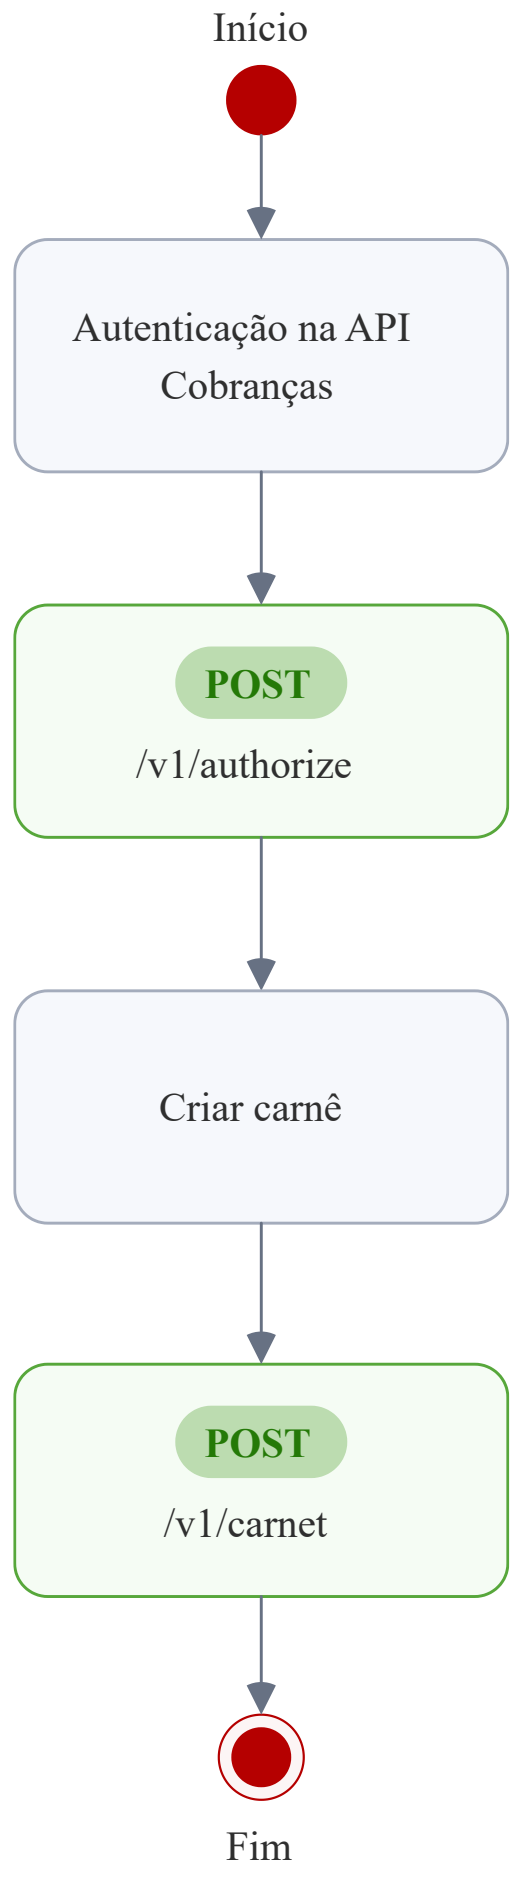 Início
Autenticação na API
Cobranças
POST
/v1/authorize
Criar carnê
POST
/v1/carnet
Fim